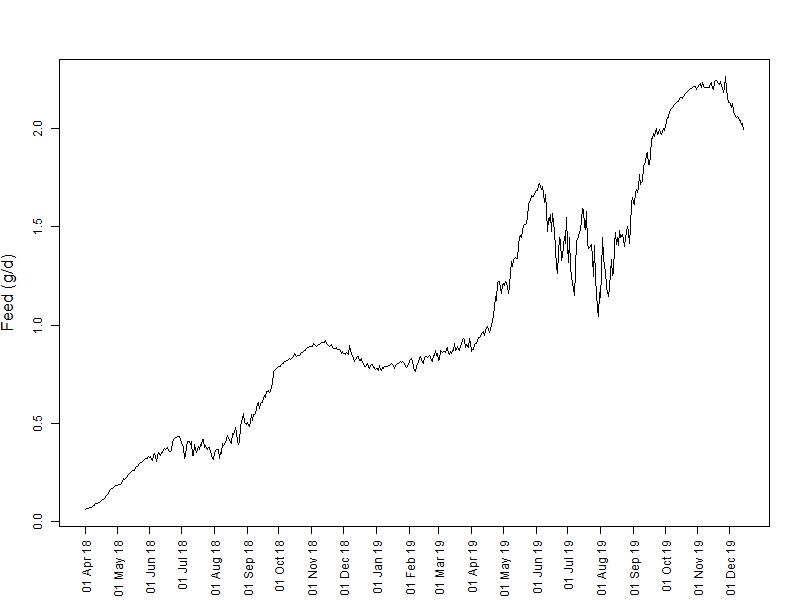 Feed (g/d)
2.0
1.5
1.0
0.5
0.0
01 Apr 18
01 May 18
01 Jun 18
01 Jul 18
01 Aug 18
01 Sep 18
01 Oct 18
01 Nov 18
01 Dec 18
01 Jan 19
01 Feb 19
01 Mar 19
01 Apr 19
01 May 19
01 Jun 19
01 Jul 19
01 Aug 19
01 Sep 19
01 Oct 19
01 Nov 19
01 Dec 19